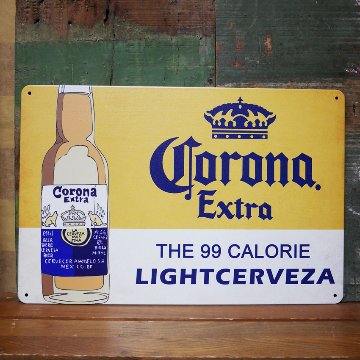 Corona
Extra
THE 99 CALORIE
LIGHTCERVEZA
Corona
Extra